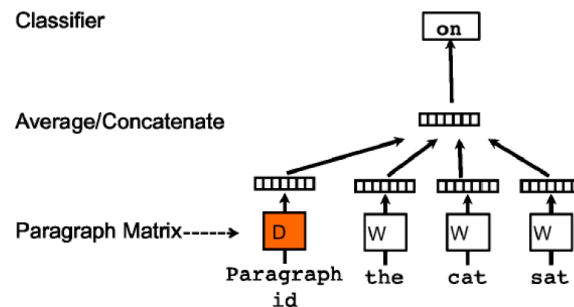 Classifier
on
Average/Concatenate
Paragraph Matrix
D
W
W
W
Paragraph
id
the
cat
sat